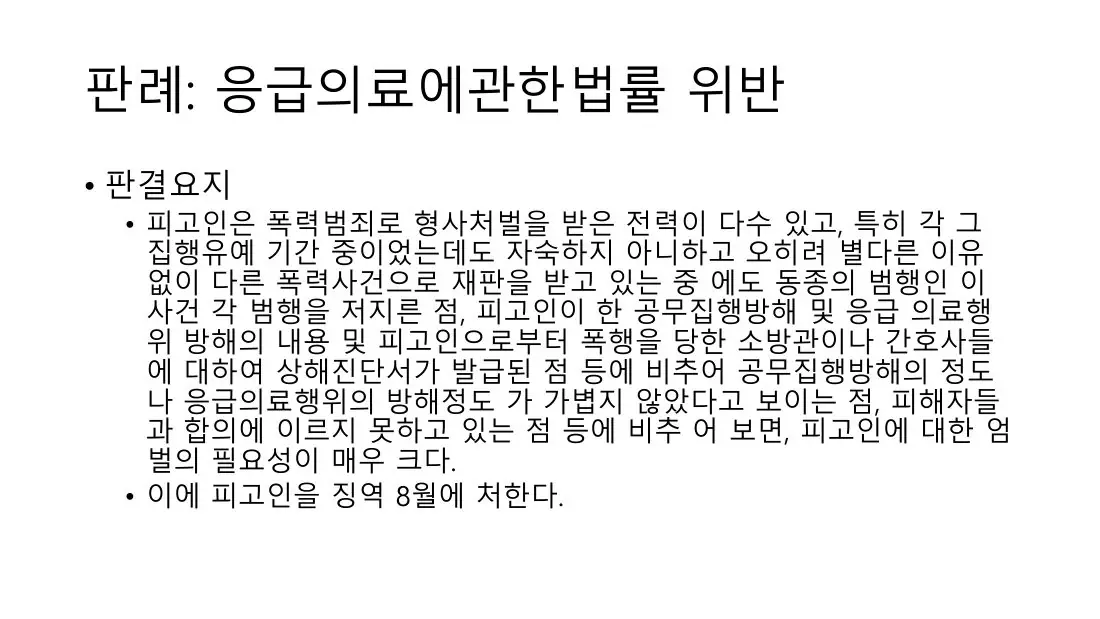 판례: 응급의료에관한법률 위반
• 판결요지
• 피고인은 폭력범죄로 형사처벌을 받은 전력이 다수 있고, 특히 각 그
집행유예 기간 중이었는데도 자숙하지 아니하고 오히려 별다른 이유
없이 다른 폭력사건으로 재판을 받고 있는 중 에도 동종의 범행인 이
사건 각 범행을 저지른 점, 피고인이 한 공무집행방해 및 응급 의료행
위 방해의 내용 및 피고인으로부터 폭행을 당한 소방관이나 간호사들
에 대하여 상해진단서가 발급된 점 등에 비추어 공무집행방해의 정도
나 응급의료행위의 방해정도 가 가볍지 않았다고 보이는 점, 피해자들
과 합의에 이르지 못하고 있는 점 등에 비추 어 보면, 피고인에 대한 엄
벌의 필요성이 매우 크다.
• 이에 피고인을 징역 8월에 처한다.